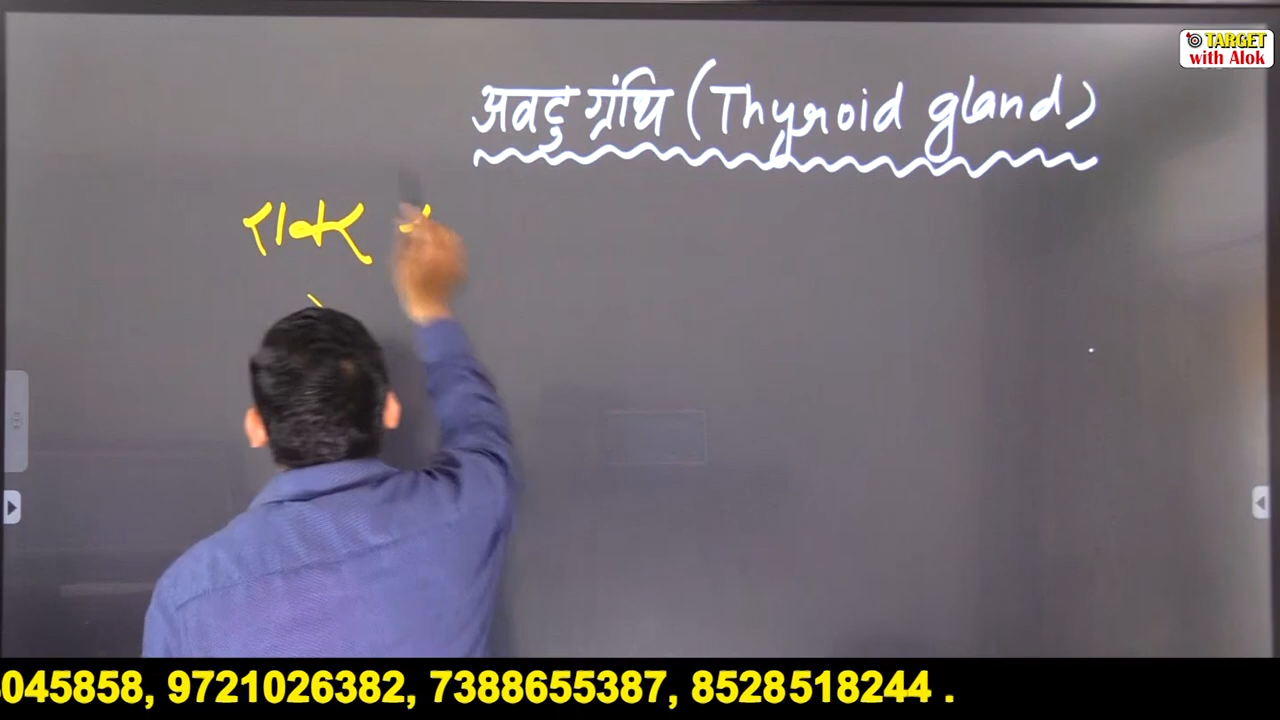 TARGET
with Alok
अवटु ग्रंथि (Thyroid gland)
045858, 9721026382, 7388655387, 8528518244 .